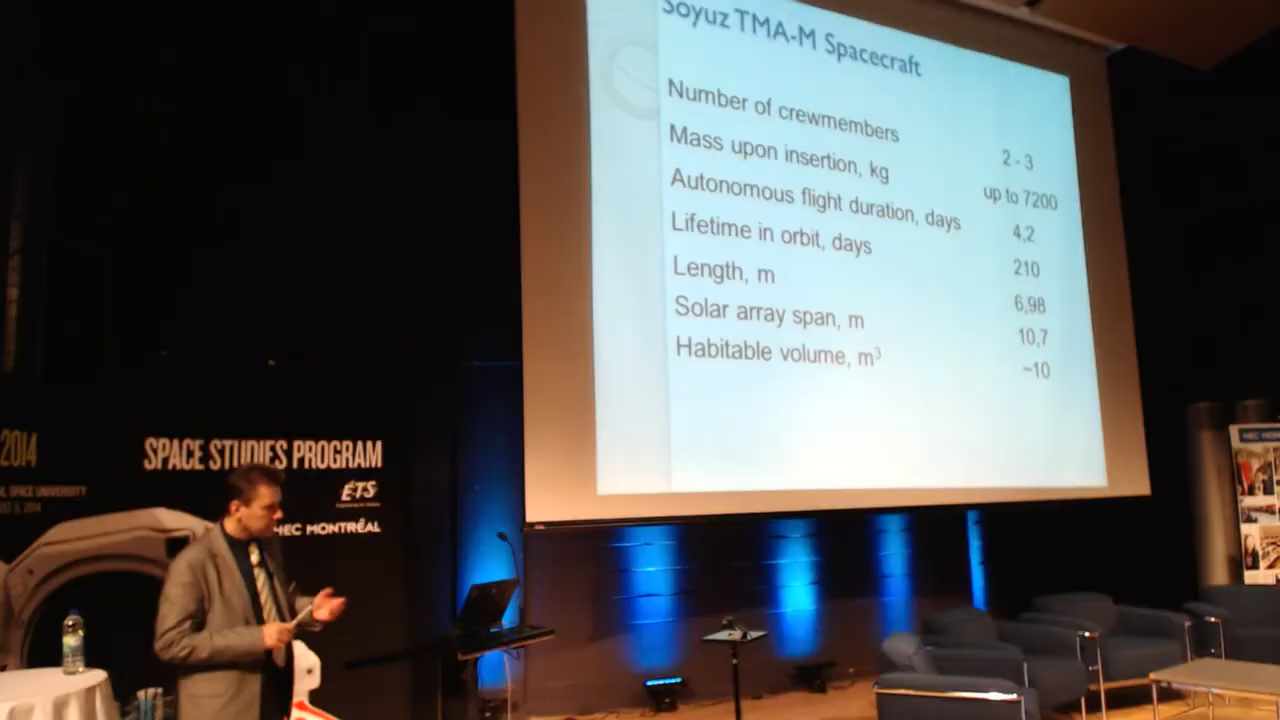 Soyuz TMA-M Spacecraft
Number of crewmembers 2 - 3
Mass upon insertion, kg up to 7200
Autonomous flight duration, days 4,2
Lifetime in orbit, days 210
Length, m 6,98
Solar array span, m 10,7
Habitable volume, m³ ~10
2014
SPACE STUDIES PROGRAM
SPACE UNIVERSITY
ÉTS
HEC MONTRÉAL